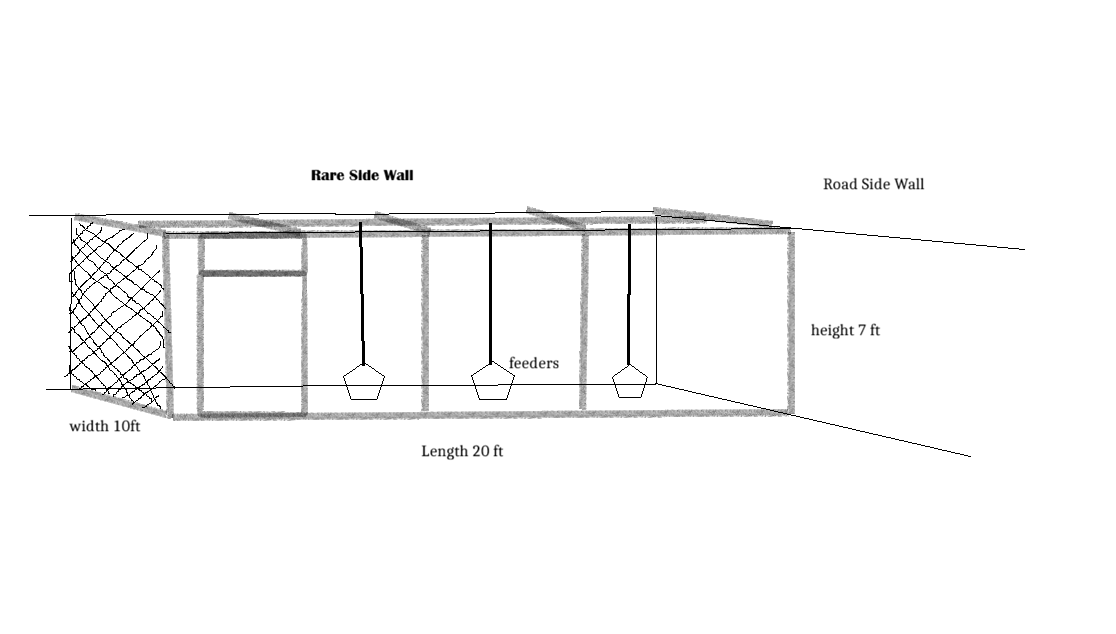 Rare Side Wall
Road Side Wall
height 7 ft
feeders
width 10ft
Length 20 ft